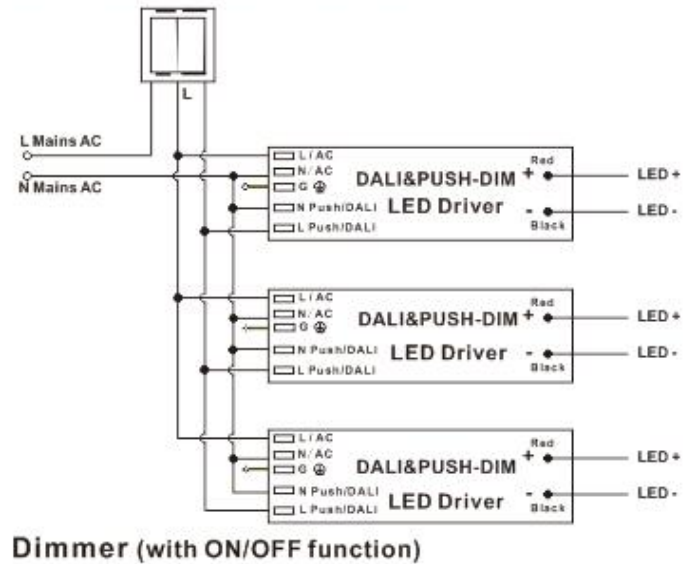 L
L Mains AC
N Mains AC
L / AC
N/ AC
G
N Push/DALI
L Push/DALI
DALI&PUSH-DIM
LED Driver
Red
+
-
Black
LED +
LED -
L / AC
N/ AC
G
N Push/DALI
L Push/DALI
DALI&PUSH-DIM
LED Driver
Red
+
-
Black
LED +
LED -
L / AC
N/ AC
G
N Push/DALI
L Push/DALI
DALI&PUSH-DIM
LED Driver
Red
+
-
Black
LED +
LED -
Dimmer (with ON/OFF function)